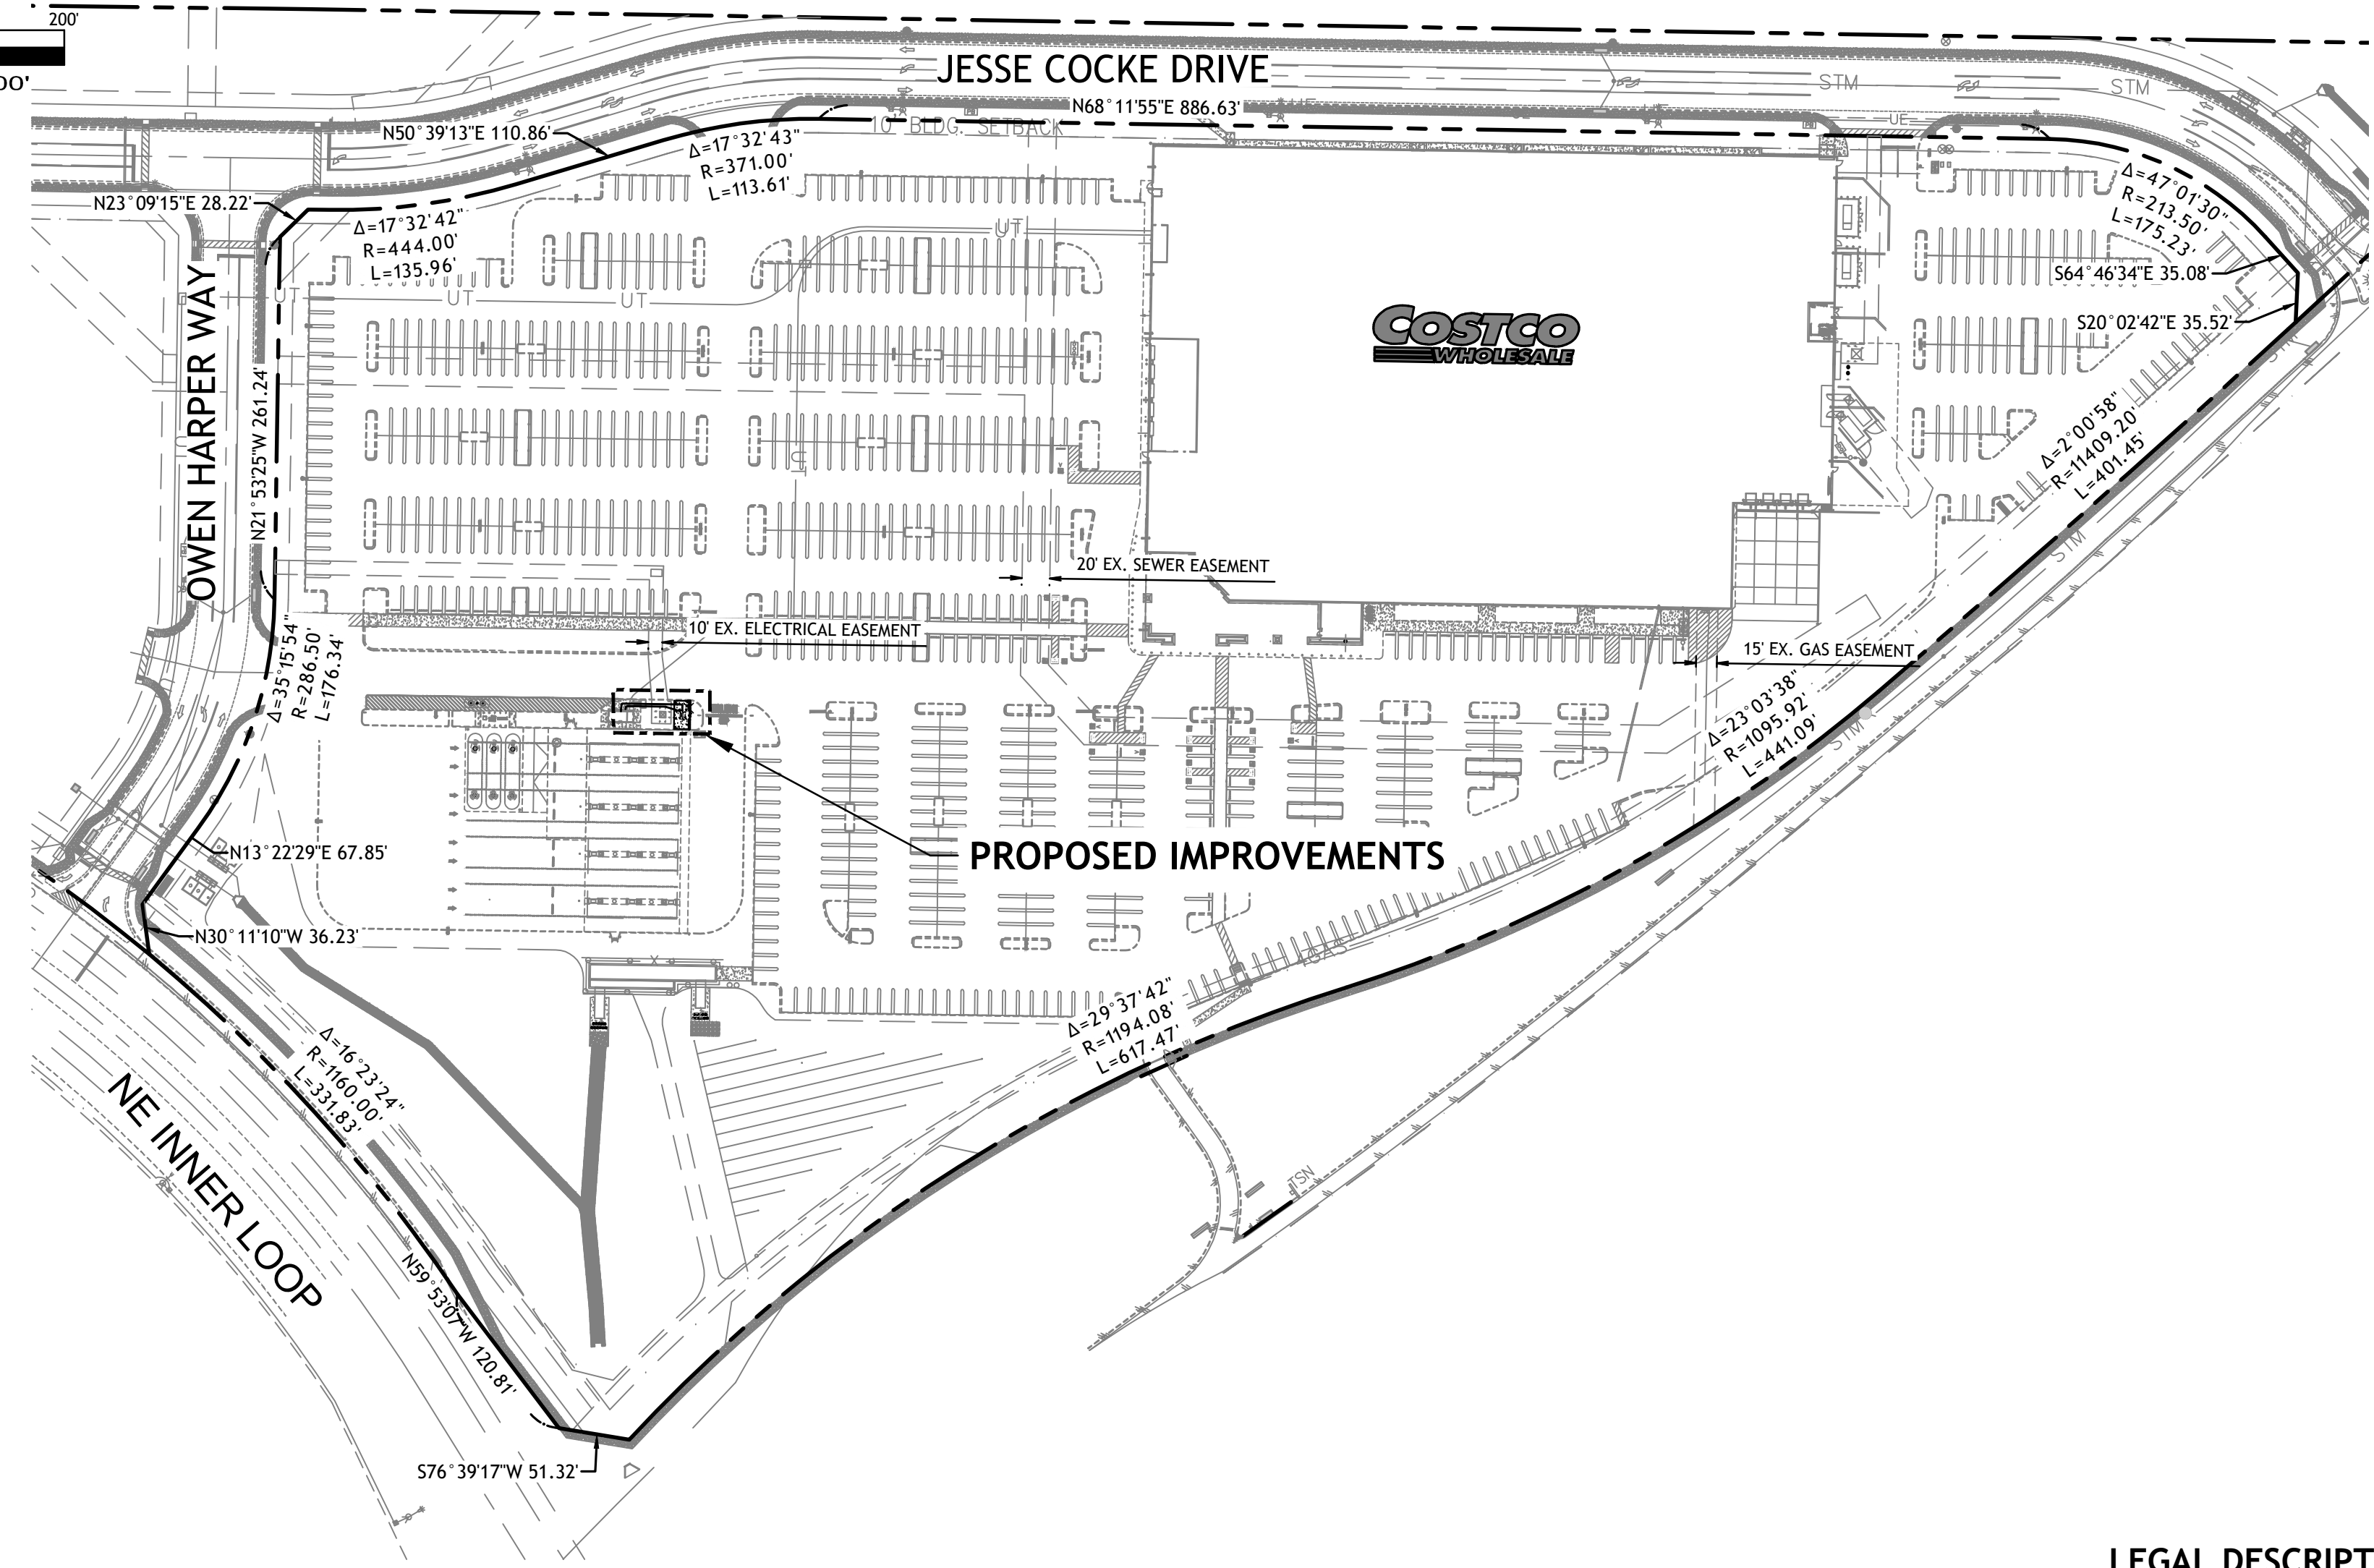 200'
00'
JESSE COCKE DRIVE
STM
STM
N68°11'55"E 886.63'
10' BLDG. SETBACK
UE
UE
N50°39'13"E 110.86'
Δ=17°32'43"
R=371.00'
L=113.61'
N23°09'15"E 28.22'
Δ=17°32'42"
R=444.00'
L=135.96'
Δ=47°01'30"
R=213.50'
L=175.23'
S64°46'34"E 35.08'
S20°02'42"E 35.52'
STM
UT
UT
UT
UT
COSTCO
WHOLESALE
OWEN HARPER WAY
N21°53'25"W 261.24'
Δ=2°00'58"
R=11409.20'
L=401.45'
STM
20' EX. SEWER EASEMENT
10' EX. ELECTRICAL EASEMENT
15' EX. GAS EASEMENT
Δ=35°15'54"
R=286.50'
L=176.34'
Δ=23°03'38"
R=1095.92'
L=441.09'
STM
PROPOSED IMPROVEMENTS
N13°22'29"E 67.85'
N30°11'10"W 36.23'
GAS
X
Δ=29°37'42"
R=1194.08'
L=617.47'
Δ=16°23'24"
R=1160.00'
L=331.83'
NE INNER LOOP
TSN
N59°53'07"W 120.81'
S76°39'17"W 51.32'
LEGAL DESCRIPT